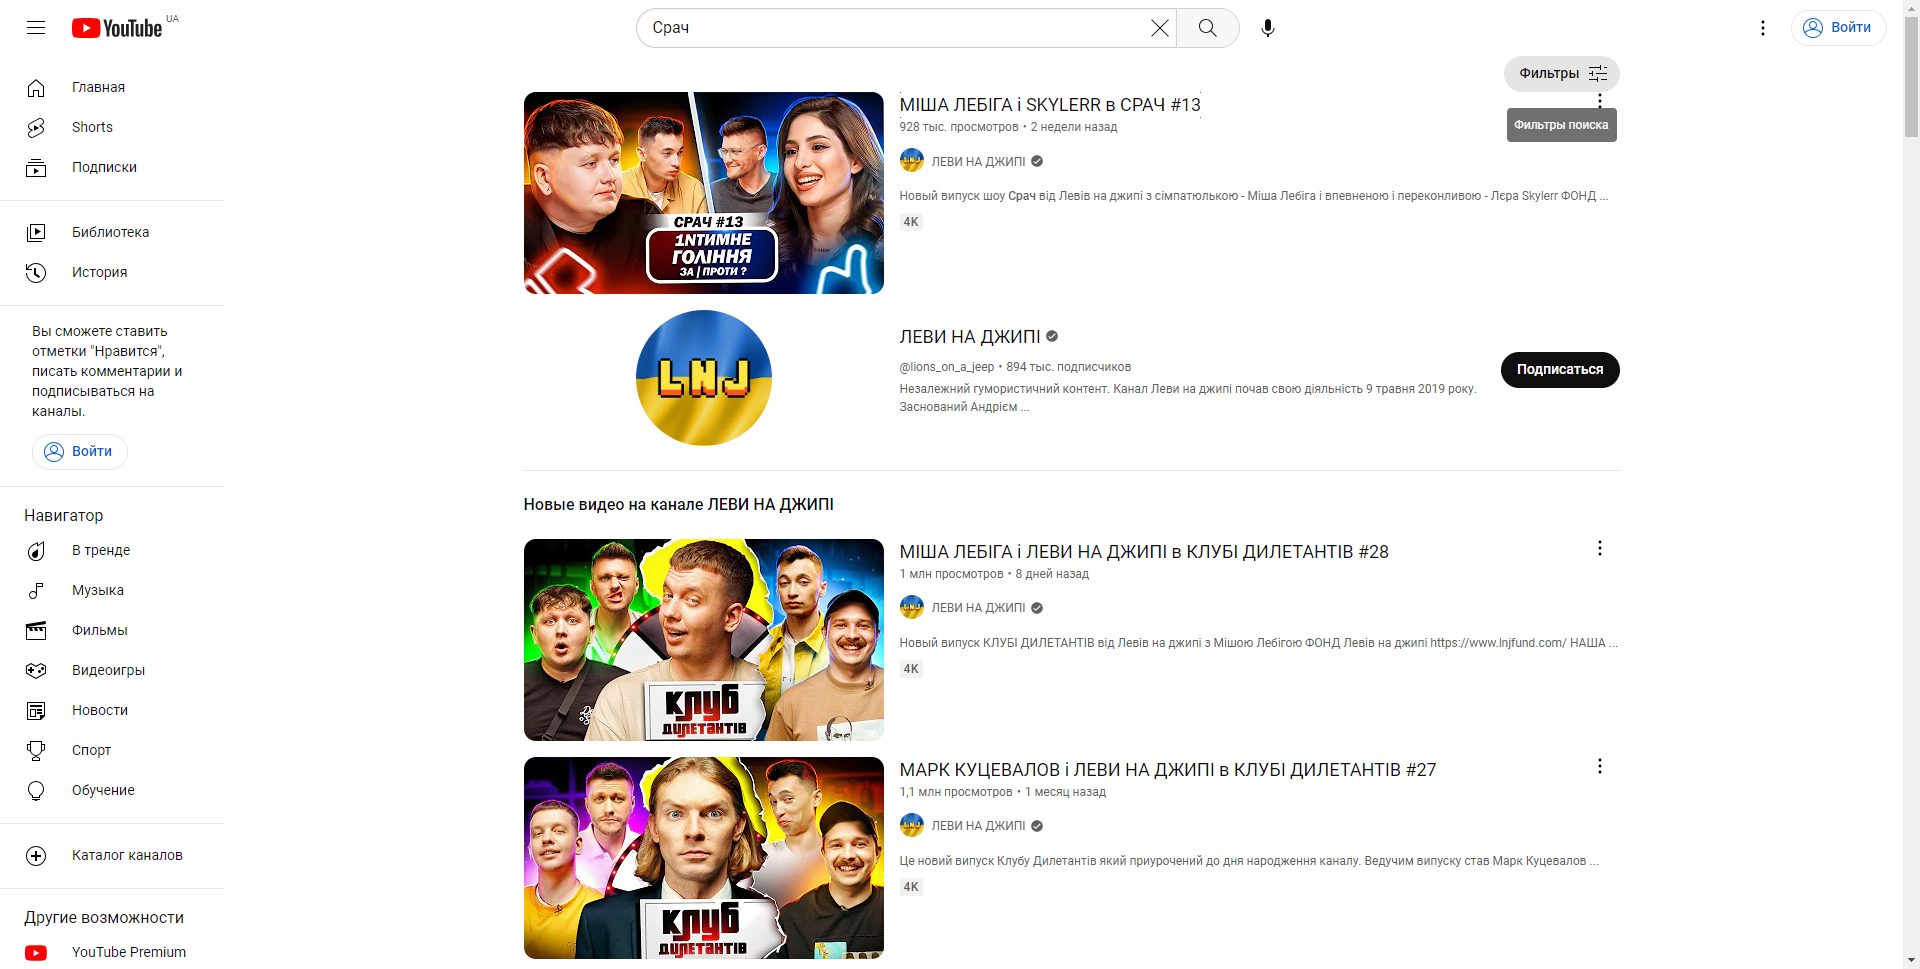 YouTube UA
Срач
Войти
Главная
Shorts
Подписки
Библиотека
История
Вы сможете ставить
отметки "Нравится",
писать комментарии и
подписываться на
каналы.
Войти
Навигатор
В тренде
Музыка
Фильмы
Видеоигры
Новости
Спорт
Обучение
Каталог каналов
Другие возможности
YouTube Premium
Фильтры
Фильтры поиска
СРАЧ #13
1NТИМНЕ
ГОЛІННЯ
ЗА | ПРОТИ ?
МІША ЛЕБІГА і SKYLERR в СРАЧ #13
928 тыс. просмотров • 2 недели назад
ЛЕВИ НА ДЖИПІ
Новый випуск шоу Срач від Левів на джипі з сімпатюлькою - Міша Лебіга і впевненою і переконливою - Лєра Skylerr ФОНД ...
4K
LNJ
ЛЕВИ НА ДЖИПІ
@lions_on_a_jeep • 894 тыс. подписчиков
Незалежний гумористичний контент. Канал Леви на джипі почав свою діяльність 9 травня 2019 року.
Заснований Андрієм ...
Подписаться
Новые видео на канале ЛЕВИ НА ДЖИПІ
КЛУБ
ДИЛЕТАНТІВ
МІША ЛЕБІГА і ЛЕВИ НА ДЖИПІ в КЛУБІ ДИЛЕТАНТІВ #28
1 млн просмотров • 8 дней назад
ЛЕВИ НА ДЖИПІ
Новый випуск КЛУБІ ДИЛЕТАНТІВ від Левів на джипі з Мішою Лебігою ФОНД Левів на джипі https://www.lnjfund.com/ НАША ...
4K
КЛУБ
ДИЛЕТАНТІВ
МАРК КУЦЕВАЛОВ і ЛЕВИ НА ДЖИПІ в КЛУБІ ДИЛЕТАНТІВ #27
1,1 млн просмотров • 1 месяц назад
ЛЕВИ НА ДЖИПІ
Це новий випуск Клубу Дилетантів який приурочений до дня народження каналу. Ведучим випуску став Марк Куцевалов ...
4K